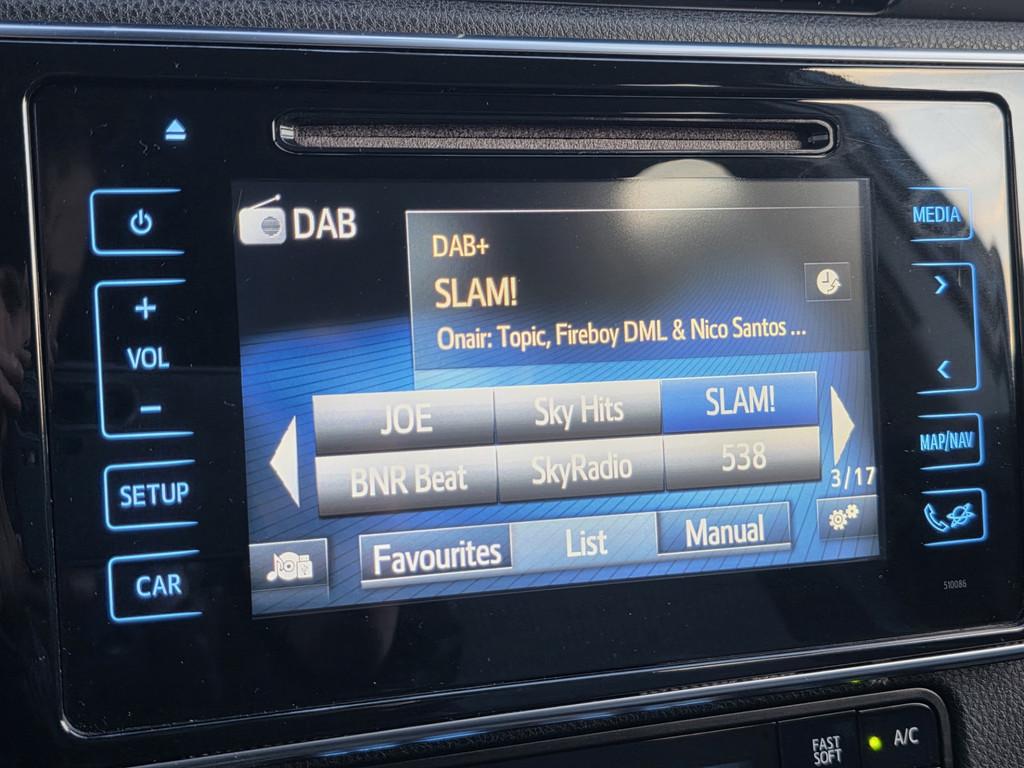 DAB
DAB+
SLAM!
Onair: Topic, Fireboy DML & Nico Santos ...
JOE
Sky Hits
SLAM!
BNR Beat
SkyRadio
538
3/17
Favourites
List
Manual
+
VOL
-
SETUP
CAR
MEDIA
>
<
MAP/NAV
510086
FAST
SOFT
A/C